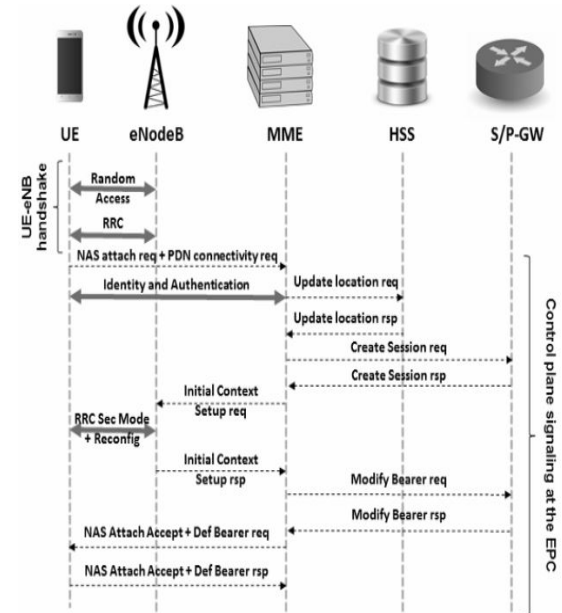 UE
eNodeB
MME
HSS
S/P-GW
UE-eNB
handshake
Random
Access
RRC
NAS attach req + PDN connectivity req
Identity and Authentication
Update location req
Update location rsp
Create Session req
Create Session rsp
Initial Context
Setup req
RRC Sec Mode
+ Reconfig
Initial Context
Setup rsp
Modify Bearer req
Modify Bearer rsp
NAS Attach Accept + Def Bearer req
NAS Attach Accept + Def Bearer rsp
Control plane signaling at the EPC